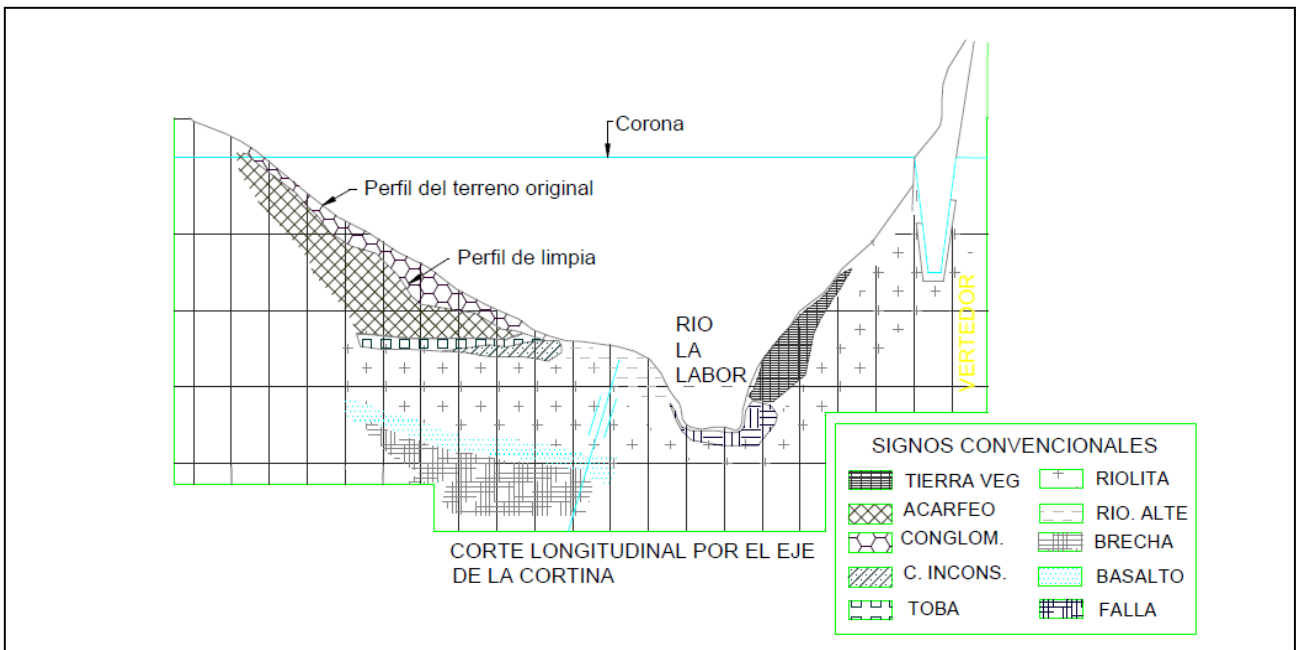 Corona
Perfil del terreno original
Perfil de limpia
RIO
LA
LABOR
VERTEDOR
CORTE LONGITUDINAL POR EL EJE
DE LA CORTINA
SIGNOS CONVENCIONALES
TIERRA VEG
RIOLITA
ACARFEO
RIO. ALTE
CONGLOM.
BRECHA
C. INCONS.
BASALTO
TOBA
FALLA